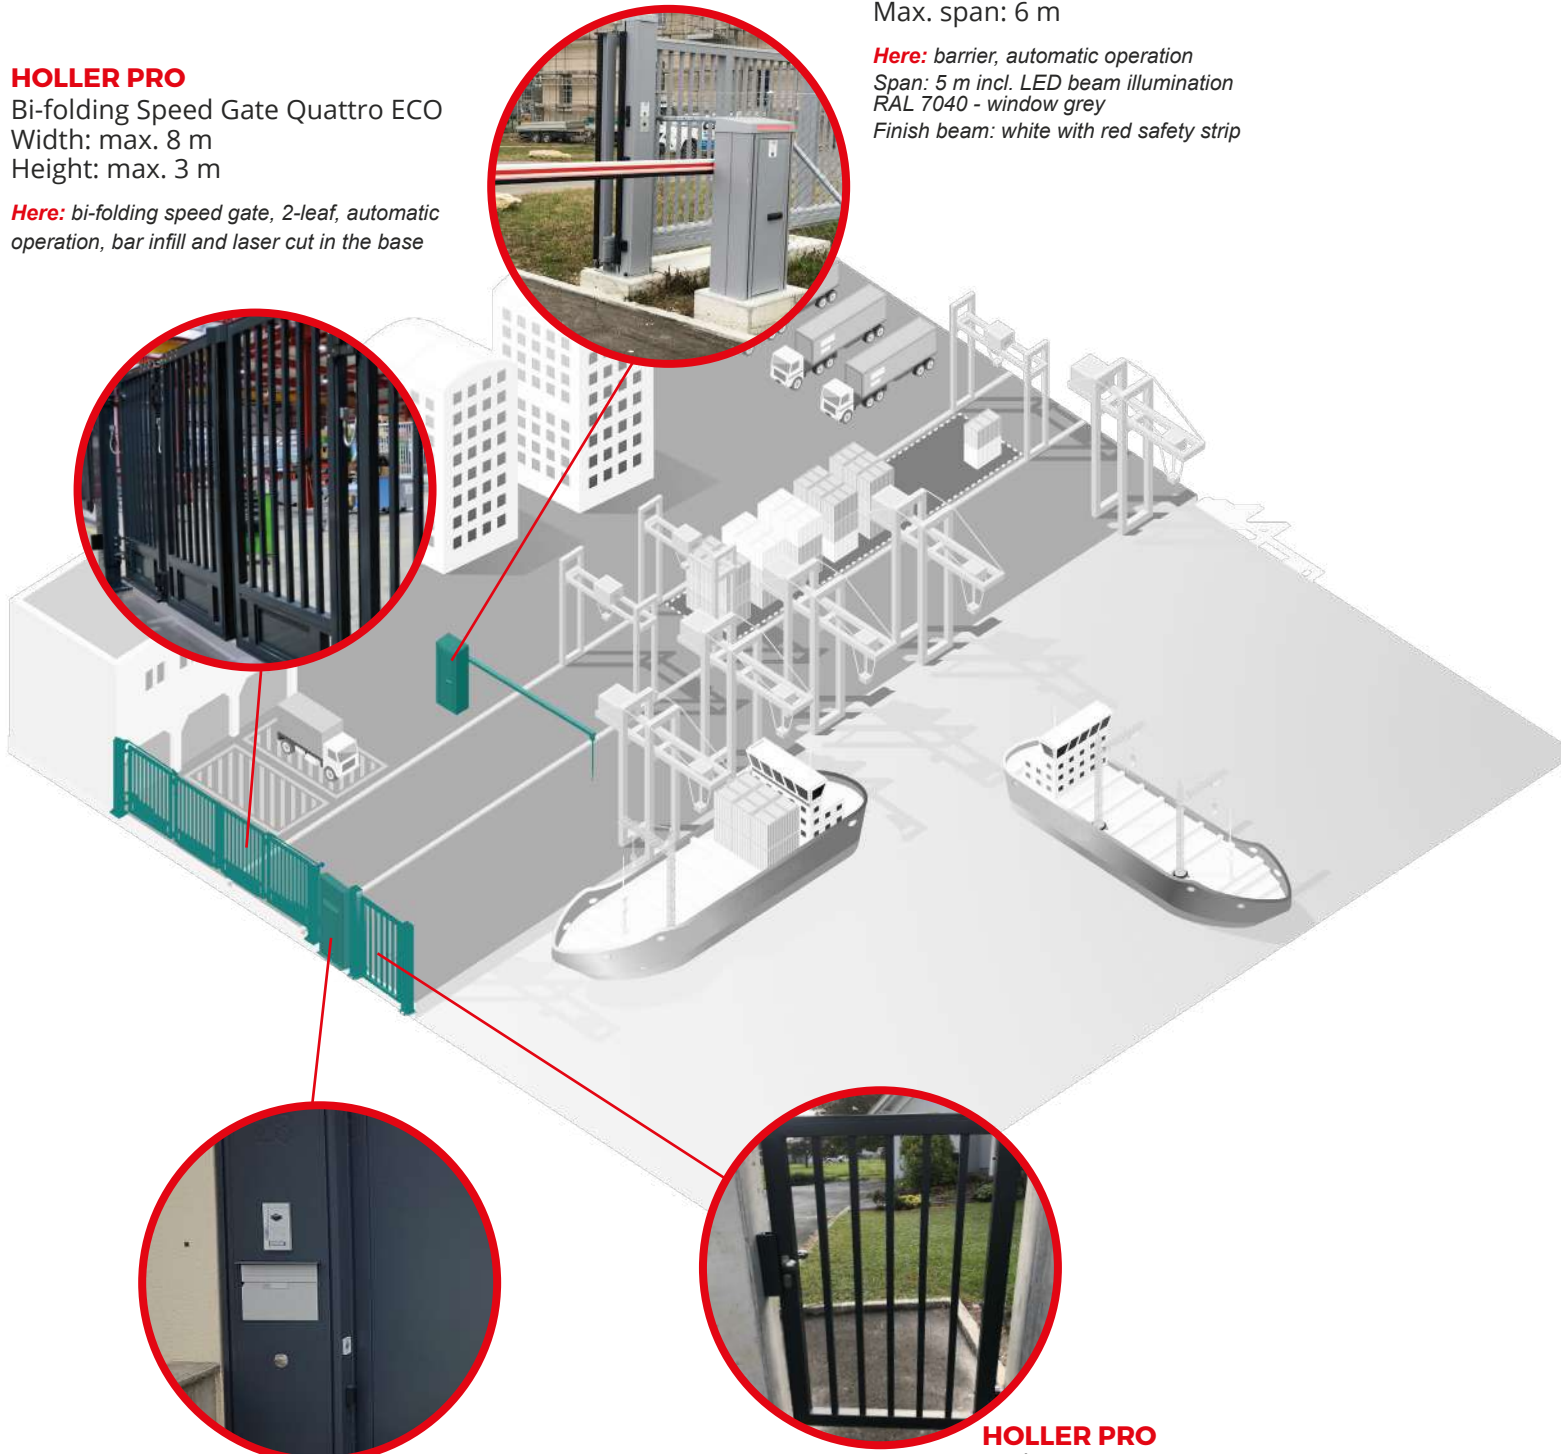 HOLLER PRO
Bi-folding Speed Gate Quattro ECO
Width: max. 8 m
Height: max. 3 m
Here: bi-folding speed gate, 2-leaf, automatic
operation, bar infill and laser cut in the base
Max. span: 6 m
Here: barrier, automatic operation
Span: 5 m incl. LED beam illumination
RAL 7040 - window grey
Finish beam: white with red safety strip
HOLLER PRO